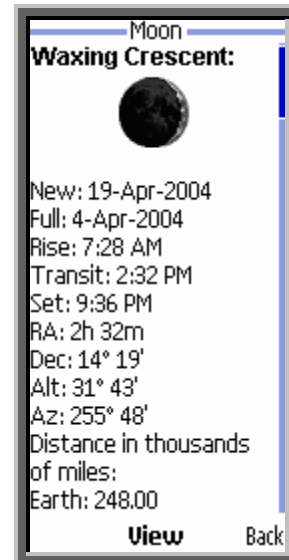 Moon
Waxing Crescent:
New: 19-Apr-2004
Full: 4-Apr-2004
Rise: 7:28 AM
Transit: 2:32 PM
Set: 9:36 PM
RA: 2h 32m
Dec: 14° 19'
Alt: 31° 43'
Az: 255° 48'
Distance in thousands
of miles:
Earth: 248.00
View Back